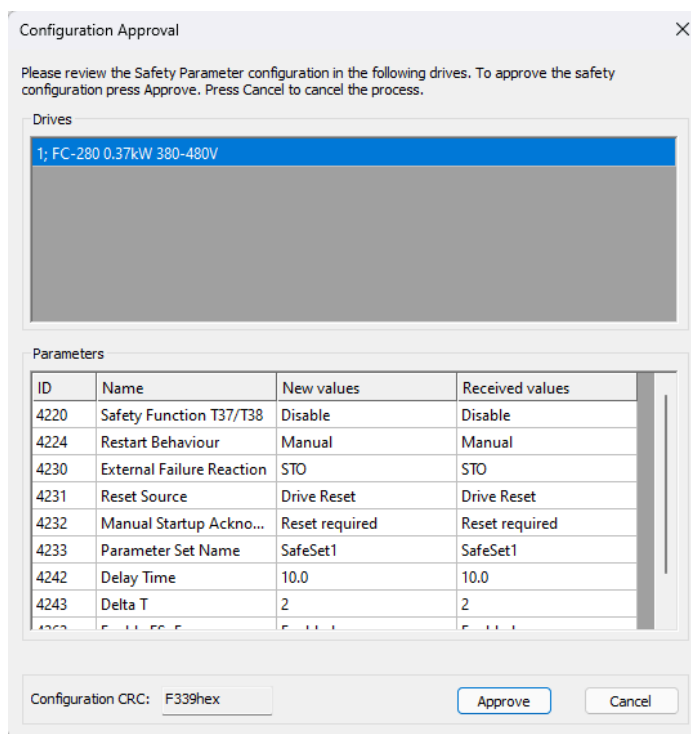 Configuration Approval
Please review the Safety Parameter configuration in the following drives. To approve the safety
configuration press Approve. Press Cancel to cancel the process.
Drives
1; FC-280 0.37kW 380-480V
Parameters
ID Name New values Received values
4220 Safety Function T37/T38 Disable Disable
4224 Restart Behaviour Manual Manual
4230 External Failure Reaction STO STO
4231 Reset Source Drive Reset Drive Reset
4232 Manual Startup Ackno... Reset required Reset required
4233 Parameter Set Name SafeSet1 SafeSet1
4242 Delay Time 10.0 10.0
4243 Delta T 2 2
Configuration CRC: F339hex Approve Cancel